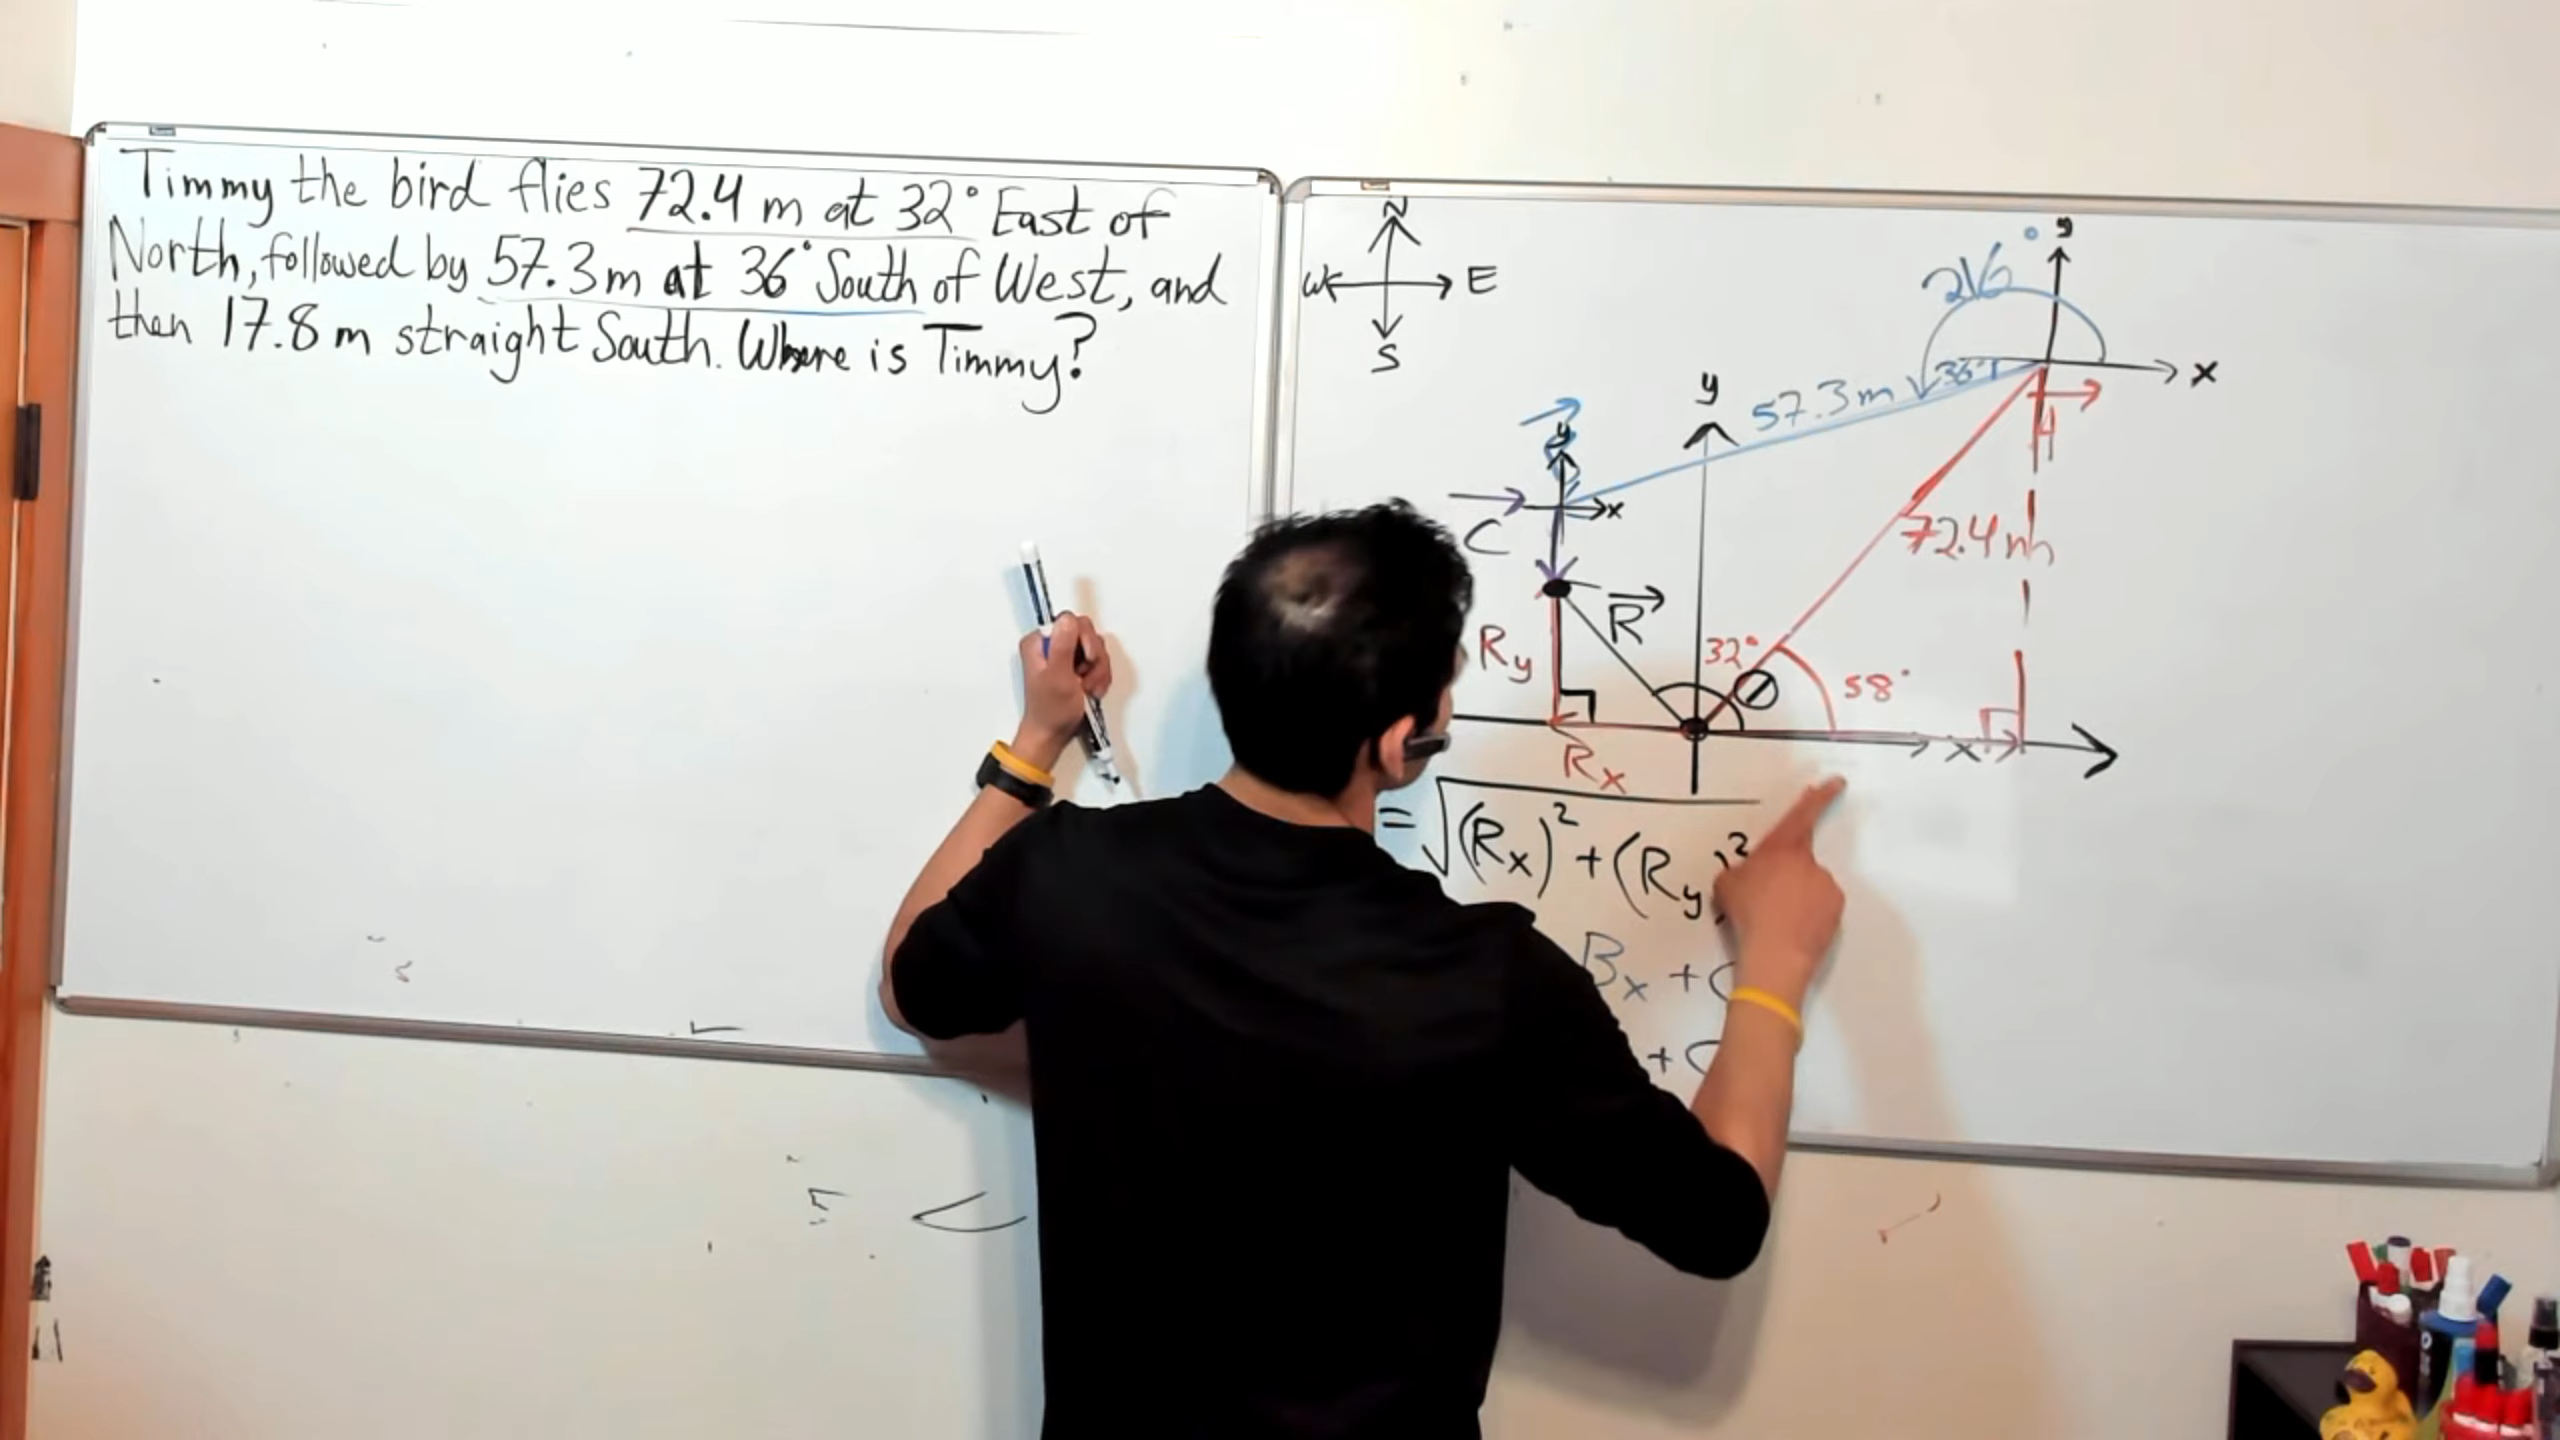 Timmy the bird flies 72.4 m at 32° East of
North, followed by 57.3m at 36° South of West, and
then 17.8 m straight South. Where is Timmy?
N
W E
S
216°
y
x
36°
57.3m
A
y
y
x
C
72.4 m
R
Ry
32°
58°
x
Rx
= √(Rx)² + (Ry)²
Bx + C
+ C